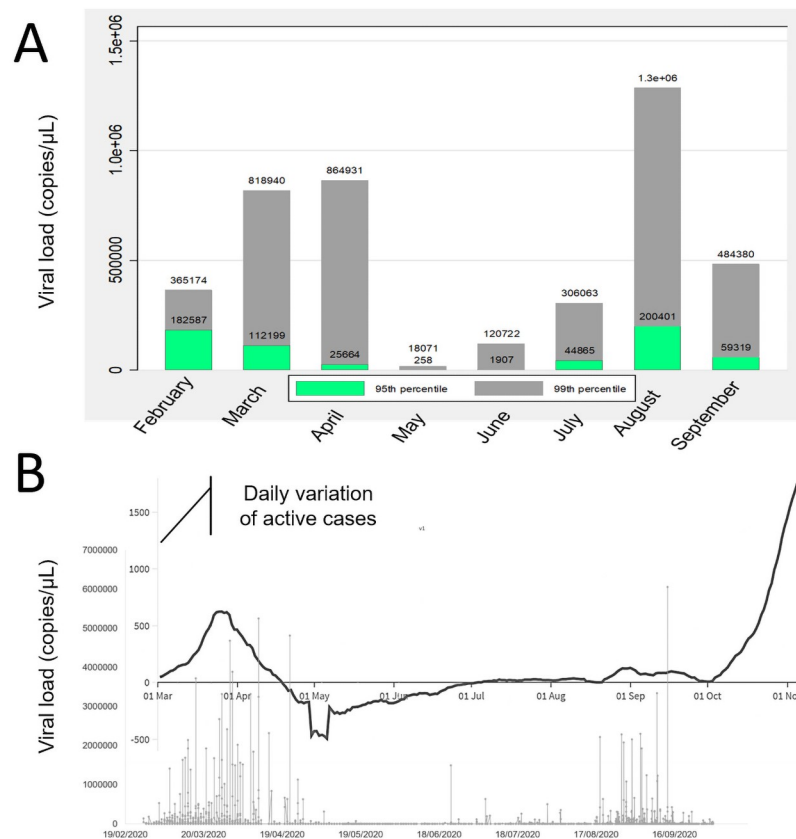 A
Viral load (copies/µL)
1.5e+06
1.0e+06
500000
0
365174
182587
818940
112199
864931
25664
18071
258
120722
1907
306063
44865
1.3e+06
200401
484380
59319
February
March
April
May
June
July
August
September
95th percentile
99th percentile
B
Daily variation
of active cases
v1
Viral load (copies/µL)
7000000
6000000
5000000
4000000
3000000
2000000
1000000
0
1500
1000
500
0
-500
01 Mar
01 Apr
01 May
01 Jun
01 Jul
01 Aug
01 Sep
01 Oct
01 No
19/02/2020
20/03/2020
19/04/2020
19/05/2020
18/06/2020
18/07/2020
17/08/2020
16/09/2020